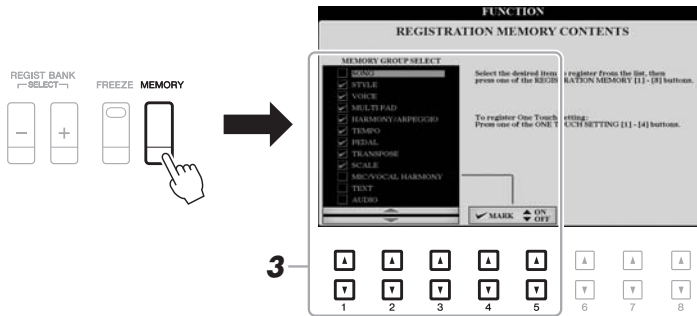 REGIST BANK
SELECT
FREEZE
MEMORY
−
+
FUNCTION
REGISTRATION MEMORY CONTENTS
MEMORY GROUP SELECT
SONG
STYLE
VOICE
MULTI PAD
HARMONY/ARPEGGIO
TEMPO
PEDAL
TRANSPOSE
SCALE
MIC/VOCAL HARMONY
TEXT
AUDIO
Select the desired item to register from the list, then
press one of the REGISTRATION MEMORY [1] - [8] buttons.
To register One Touch Setting:
Press one of the ONE TOUCH SETTING [1] - [4] buttons.
MARK
ON
OFF
3
1 2 3 4 5 6 7 8